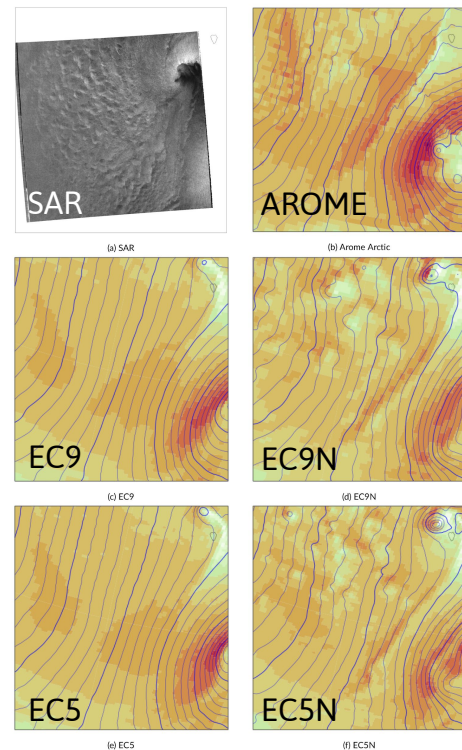 SAR
AROME
(a) SAR
(b) Arome Arctic
EC9
EC9N
(c) EC9
(d) EC9N
EC5
EC5N
(e) EC5
(f) EC5N